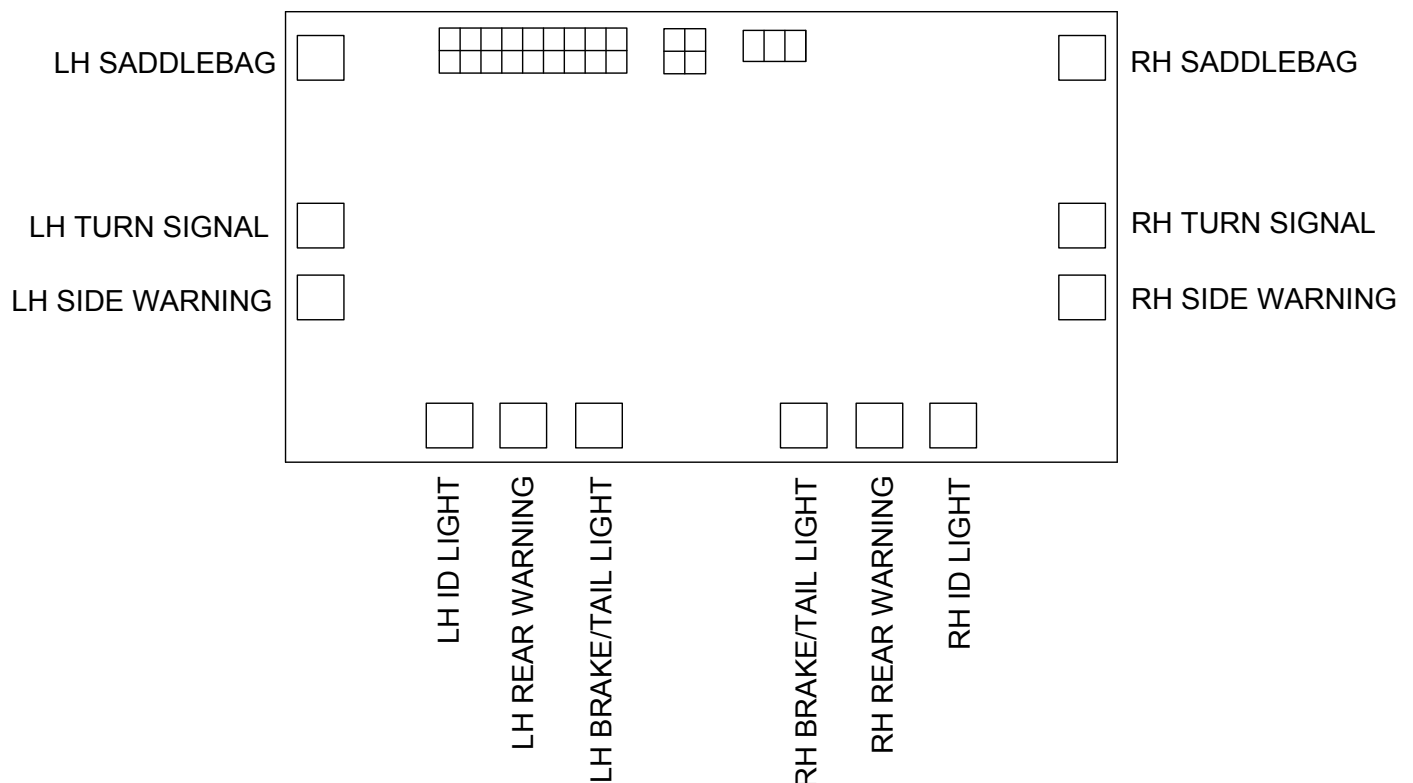 LH SADDLEBAG
RH SADDLEBAG
LH TURN SIGNAL
RH TURN SIGNAL
LH SIDE WARNING
RH SIDE WARNING
LH ID LIGHT
LH REAR WARNING
LH BRAKE/TAIL LIGHT
RH BRAKE/TAIL LIGHT
RH REAR WARNING
RH ID LIGHT